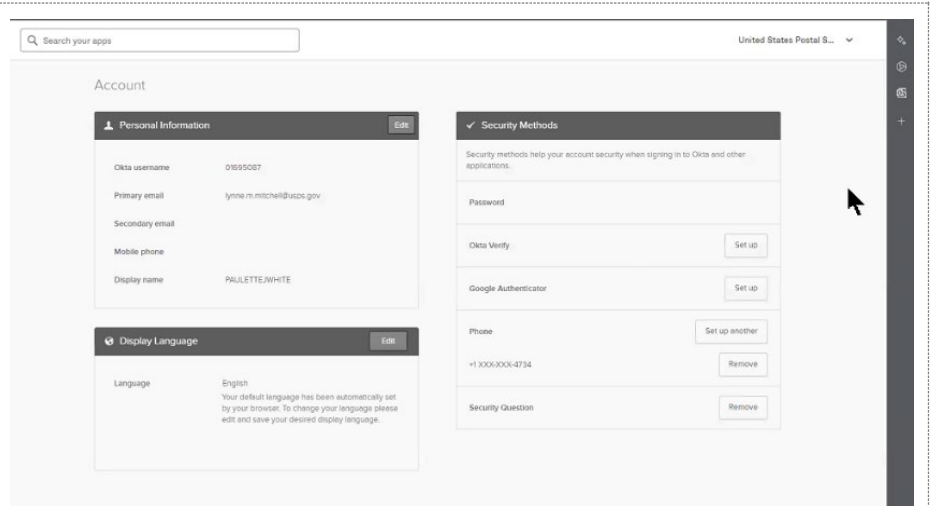 Search your apps
United States Postal S...
Account
Personal Information
Edit
Okta username 01695087
Primary email lynne.m.mitchell@usps.gov
Secondary email
Mobile phone
Display name PAULETTEJWHITE
Display Language
Edit
Language English
Your default language has been automatically set
by your browser. To change your language please
edit and save your desired display language.
Security Methods
Security methods help your account security when signing in to Okta and other
applications.
Password
Okta Verify Set up
Google Authenticator Set up
Phone Set up another
+1 XXX-XXX-4734 Remove
Security Question Remove